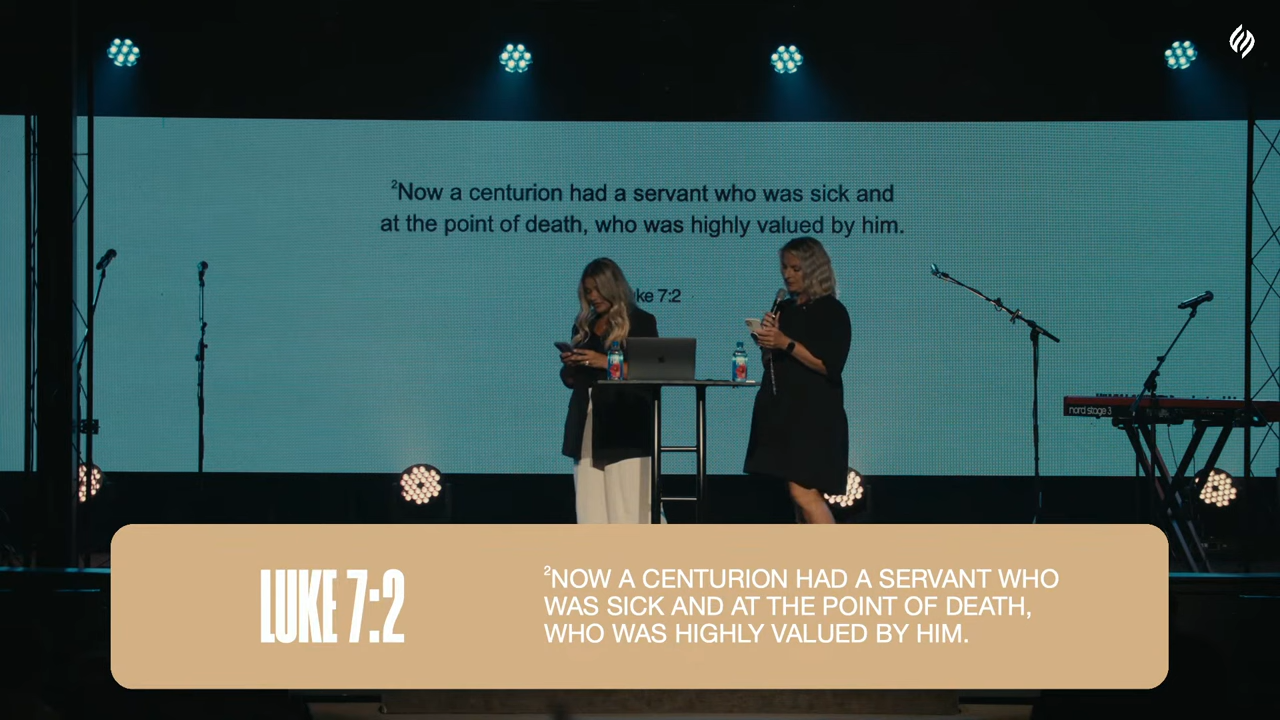 ²Now a centurion had a servant who was sick and
at the point of death, who was highly valued by him.
ke 7:2
nord stage 3
LUKE 7:2
²NOW A CENTURION HAD A SERVANT WHO
WAS SICK AND AT THE POINT OF DEATH,
WHO WAS HIGHLY VALUED BY HIM.